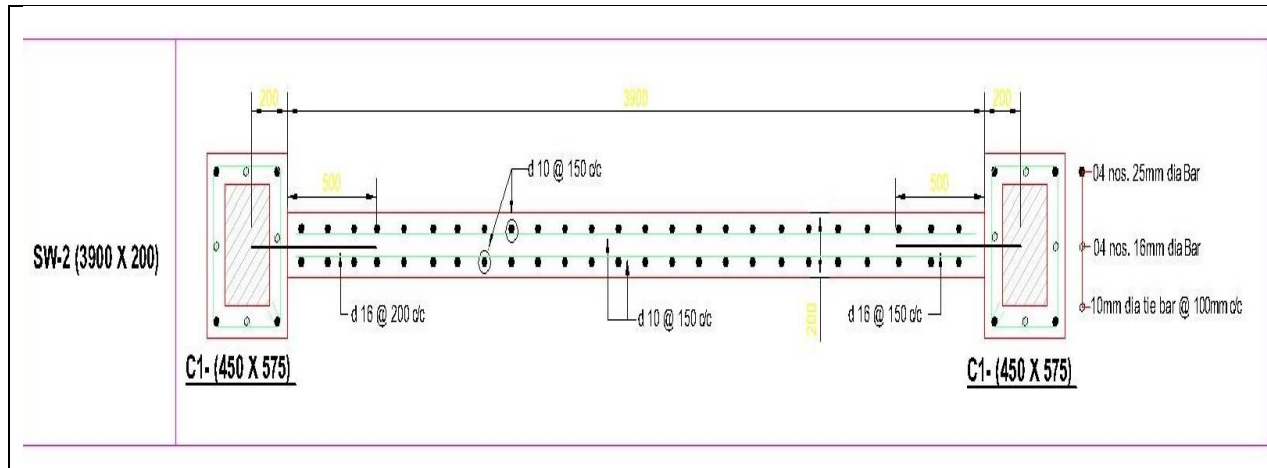 200
3900
200
d 10 @ 150 c/c
500
500
04 nos. 25mm dia Bar
SW-2 (3900 X 200)
04 nos. 16mm dia Bar
d 16 @ 200 c/c
d 10 @ 150 c/c
200
d 16 @ 150 c/c
10mm dia tie bar @ 100mm c/c
C1- (450 X 575)
C1- (450 X 575)